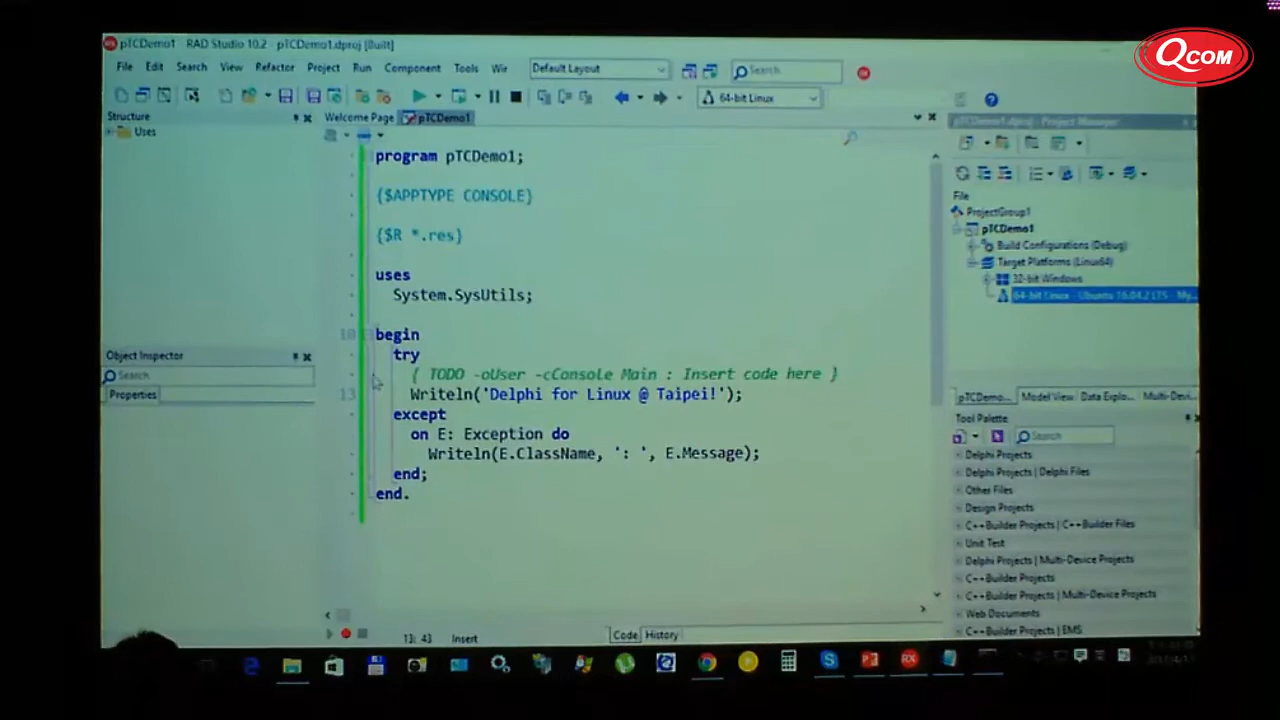 QCOM
pTCDemo1 - RAD Studio 10.2 - pTCDemo1.dproj [Built]
File Edit Search View Refactor Project Run Component Tools
Default Layout
Search
64-bit Linux
Structure
Welcome Page
pTCDemo1
Uses
pTCDemo1.dproj - Project Manager
program pTCDemo1;
{$APPTYPE CONSOLE}
{$R *.res}
uses
System.SysUtils;
10
begin
try
{ TODO -oUser -cConsole Main : Insert code here }
13
Writeln('Delphi for Linux @ Taipei!');
except
on E: Exception do
Writeln(E.ClassName, ': ', E.Message);
end;
end.
File
ProjectGroup1
pTCDemo1
Build Configurations (Debug)
Target Platforms (Linux64)
32-bit Windows
64-bit Linux - Ubuntu 16.04.2 LTS - My
Object Inspector
Search
Properties
pTCDemo... Model View Data Explo... Multi-Devi...
Tool Palette
Search
Delphi Projects
Delphi Projects | Delphi Files
Other Files
Design Projects
C++Builder Projects | C++Builder Files
Unit Test
Delphi Projects | Multi-Device Projects
C++Builder Projects
C++Builder Projects | Multi-Device Projects
Web Documents
C++Builder Projects | EMS
13: 43
Insert
Code
History
RX